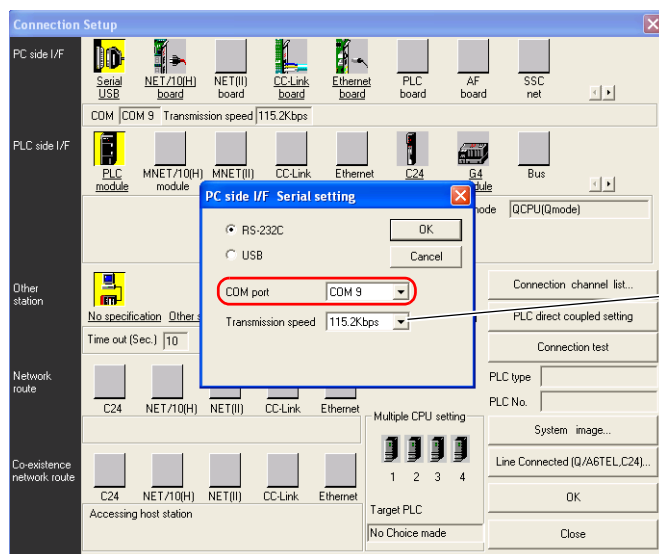 Connection Setup
PC side I/F
Serial USB
NET/10(H) board
NET(II) board
CC-Link board
Ethernet board
PLC board
AF board
SSC net
COM COM 9 Transmission speed 115.2Kbps
PLC side I/F
PLC module
MNET/10(H) module
MNET(II)
CC-Link
Ethernet
C24
G4
Bus
QCPU(Qmode)
PC side I/F Serial setting
RS-232C
OK
USB
Cancel
COM port COM 9
Transmission speed 115.2Kbps
Other station
No specification
Other
Time out (Sec.) 10
Connection channel list...
PLC direct coupled setting
Connection test
PLC type
PLC No.
System image...
Line Connected (Q/A6TEL,C24)...
OK
Close
Network route
C24
NET/10(H)
NET(II)
CC-Link
Ethernet
Multiple CPU setting
1 2 3 4
Target PLC
No Choice made
Co-existence network route
C24
NET/10(H)
NET(II)
CC-Link
Ethernet
Accessing host station